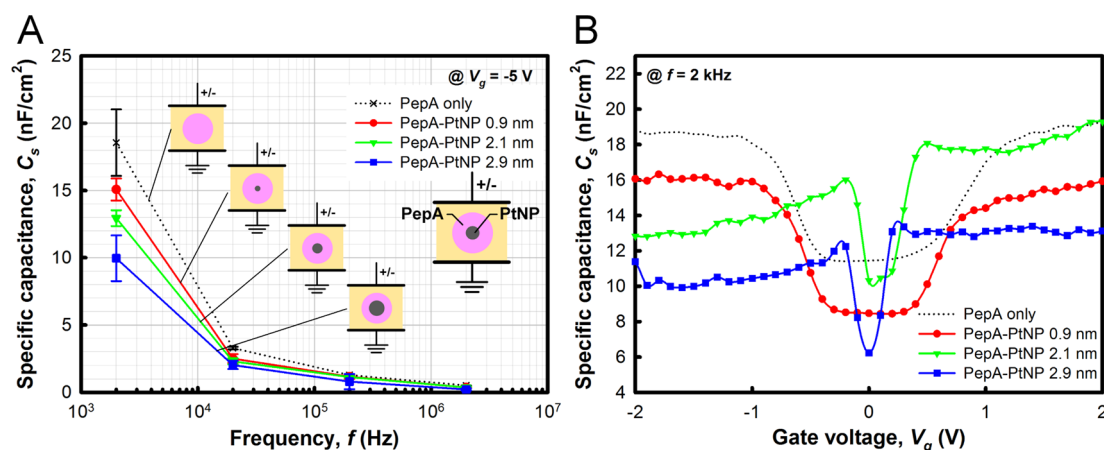 A
Specific capacitance, Cs (nF/cm²)
25
20
15
10
5
0
10³
10⁴
10⁵
10⁶
10⁷
Frequency, f (Hz)
@ Vg = -5 V
PepA only
PepA-PtNP 0.9 nm
PepA-PtNP 2.1 nm
PepA-PtNP 2.9 nm
+/-
+/-
+/-
+/-
+/-
PepA
PtNP
B
Specific capacitance, Cs (nF/cm²)
22
20
18
16
14
12
10
8
6
4
-2
-1
0
1
2
Gate voltage, Vg (V)
@ f = 2 kHz
PepA only
PepA-PtNP 0.9 nm
PepA-PtNP 2.1 nm
PepA-PtNP 2.9 nm